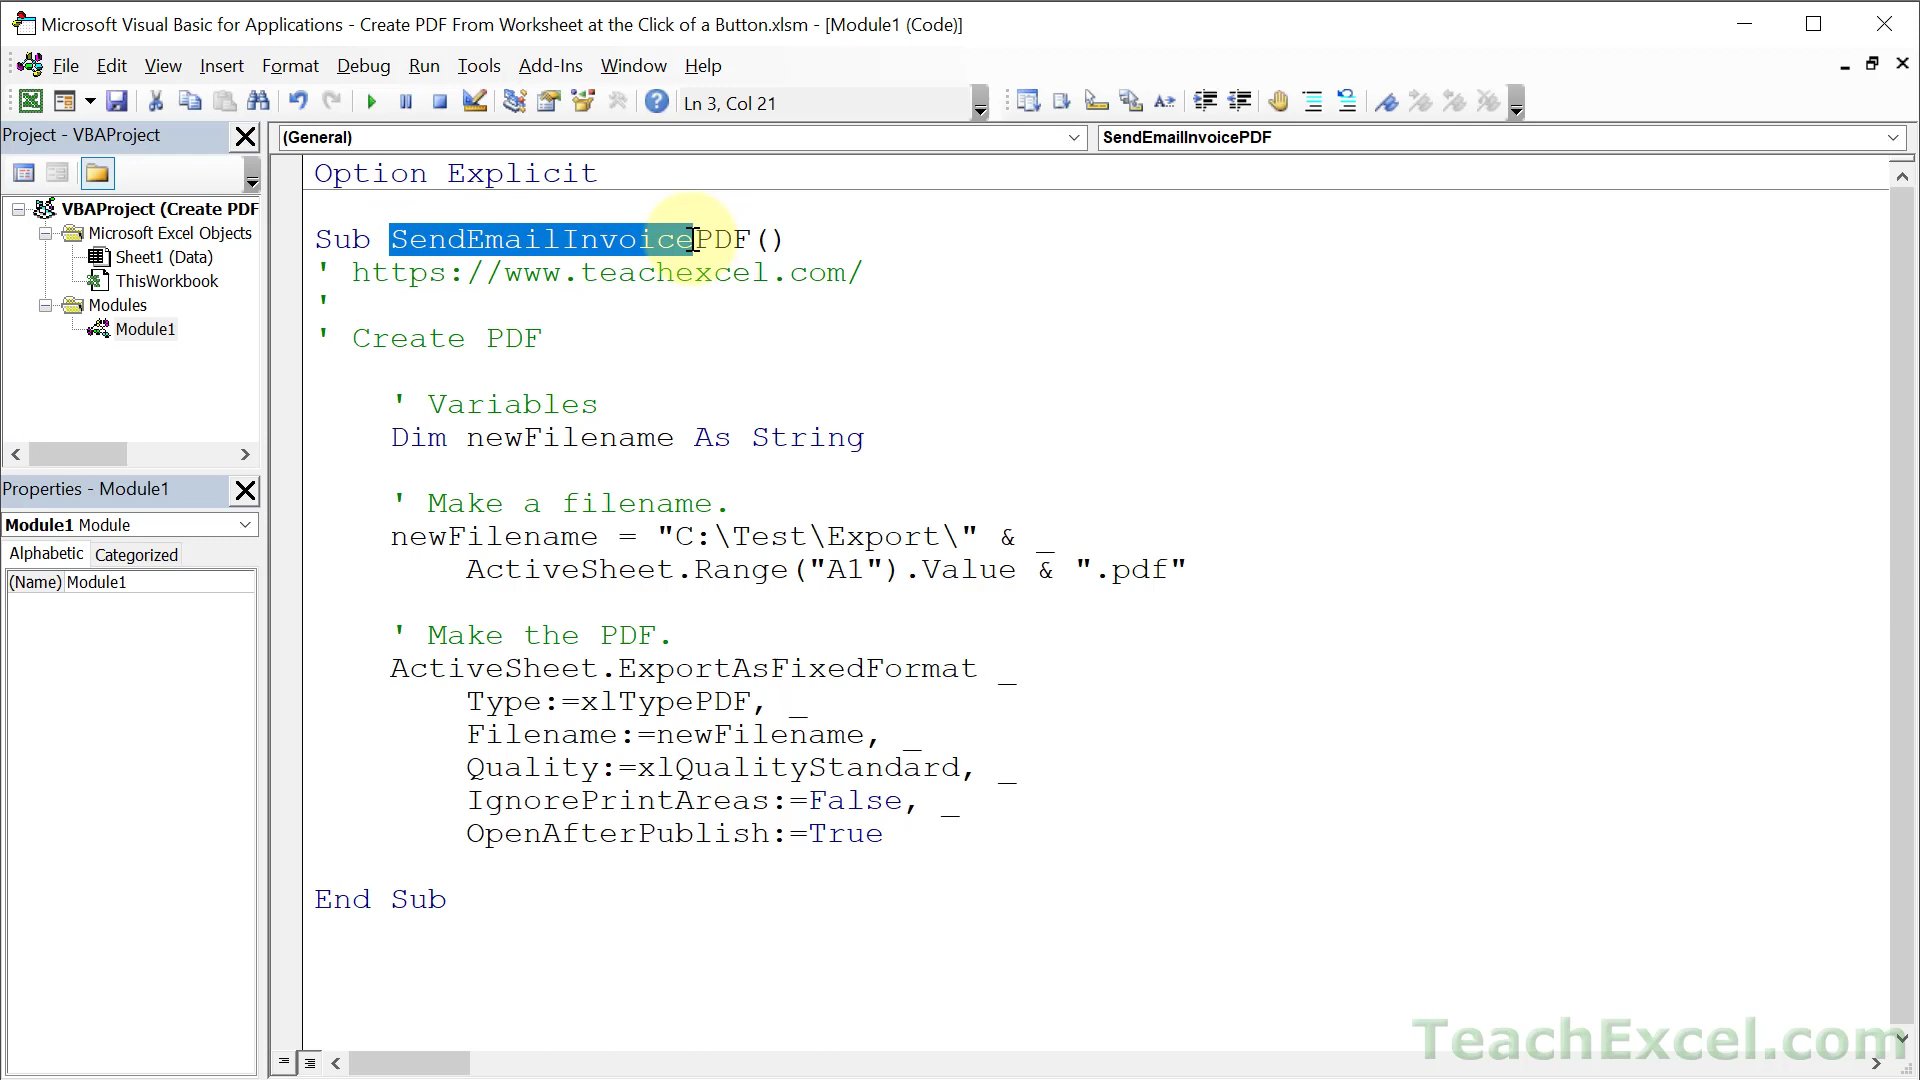 Microsoft Visual Basic for Applications - Create PDF From Worksheet at the Click of a Button.xlsm - [Module1 (Code)]
File Edit View Insert Format Debug Run Tools Add-Ins Window Help
Ln 3, Col 21
Project - VBAProject
(General)
SendEmailInvoicePDF
VBAProject (Create PDF
Microsoft Excel Objects
Sheet1 (Data)
ThisWorkbook
Modules
Module1
Properties - Module1
Module1 Module
Alphabetic Categorized
(Name) Module1
Option Explicit
Sub SendEmailInvoicePDF()
' https://www.teachexcel.com/
'
' Create PDF
' Variables
Dim newFilename As String
' Make a filename.
newFilename = "C:\Test\Export\" & _
ActiveSheet.Range("A1").Value & ".pdf"
' Make the PDF.
ActiveSheet.ExportAsFixedFormat _
Type:=xlTypePDF, _
Filename:=newFilename, _
Quality:=xlQualityStandard, _
IgnorePrintAreas:=False, _
OpenAfterPublish:=True
End Sub
TeachExcel.com